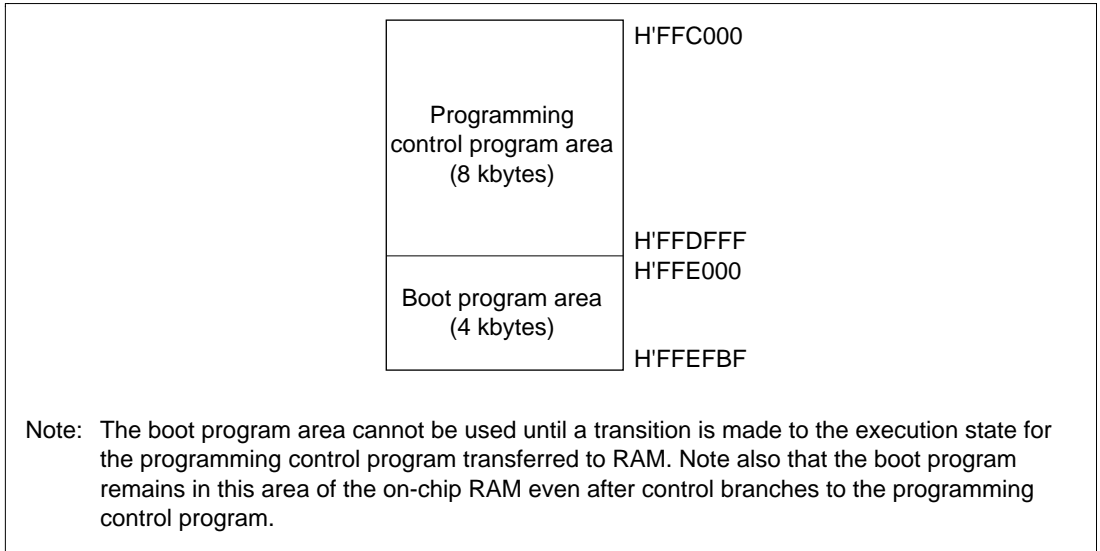 H'FFC000
Programming
control program area
(8 kbytes)
H'FFDFFF
H'FFE000
Boot program area
(4 kbytes)
H'FFEFBF
Note: The boot program area cannot be used until a transition is made to the execution state for
the programming control program transferred to RAM. Note also that the boot program
remains in this area of the on-chip RAM even after control branches to the programming
control program.